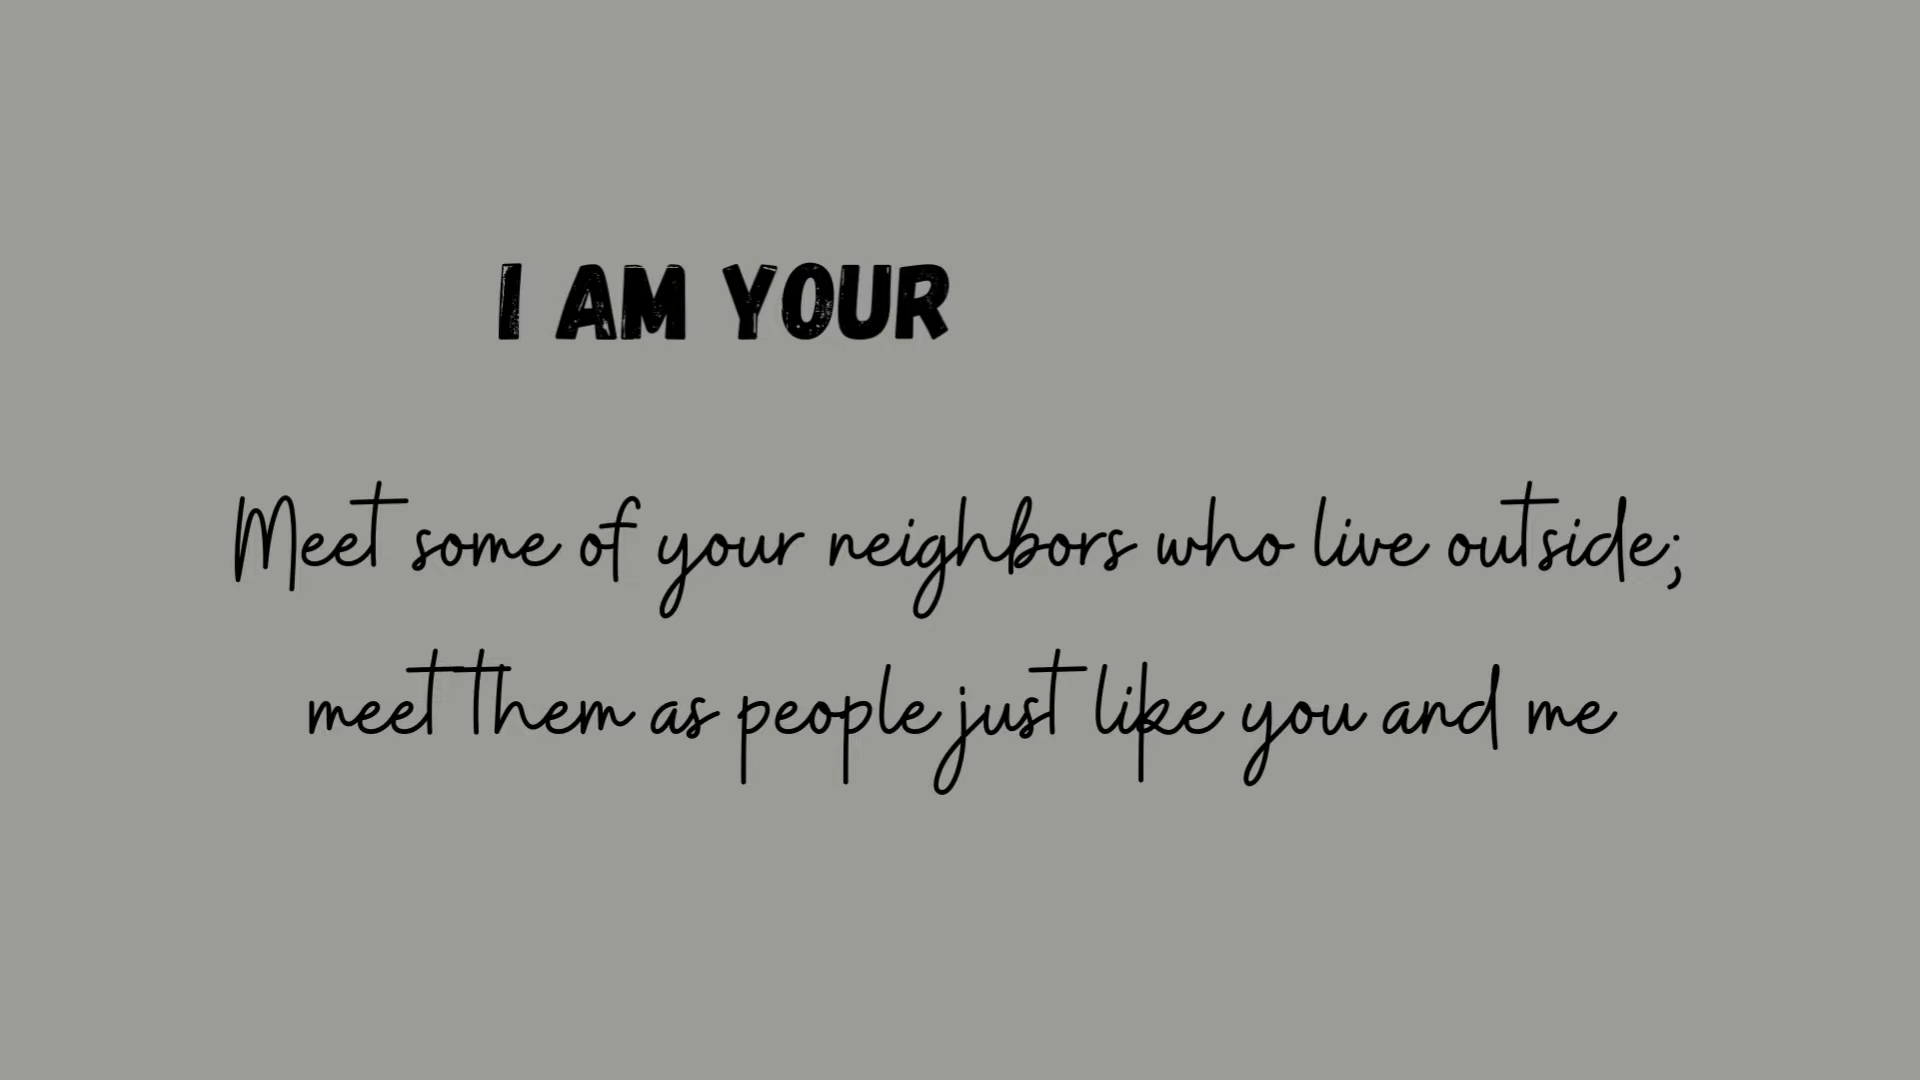 I AM YOUR
Meet some of your neighbors who live outside;
meet them as people just like you and me